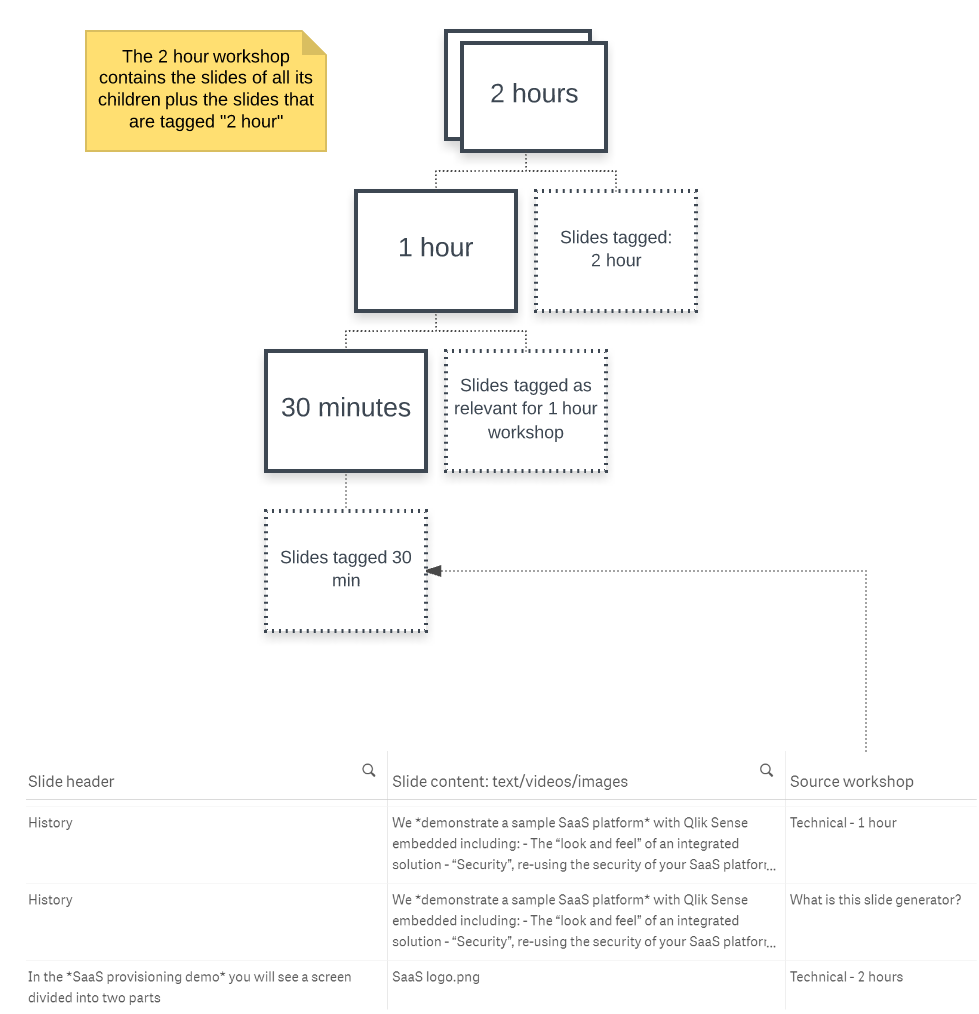 The 2 hour workshop
contains the slides of all its
children plus the slides that
are tagged "2 hour"
2 hours
1 hour
Slides tagged:
2 hour
30 minutes
Slides tagged as
relevant for 1 hour
workshop
Slides tagged 30
min
Slide header
Slide content: text/videos/images
Source workshop
History
We *demonstrate a sample SaaS platform* with Qlik Sense
embedded including: - The “look and feel” of an integrated
solution - “Security”, re-using the security of your SaaS platfor...
Technical - 1 hour
History
We *demonstrate a sample SaaS platform* with Qlik Sense
embedded including: - The “look and feel” of an integrated
solution - “Security”, re-using the security of your SaaS platfor...
What is this slide generator?
In the *SaaS provisioning demo* you will see a screen
divided into two parts
SaaS logo.png
Technical - 2 hours